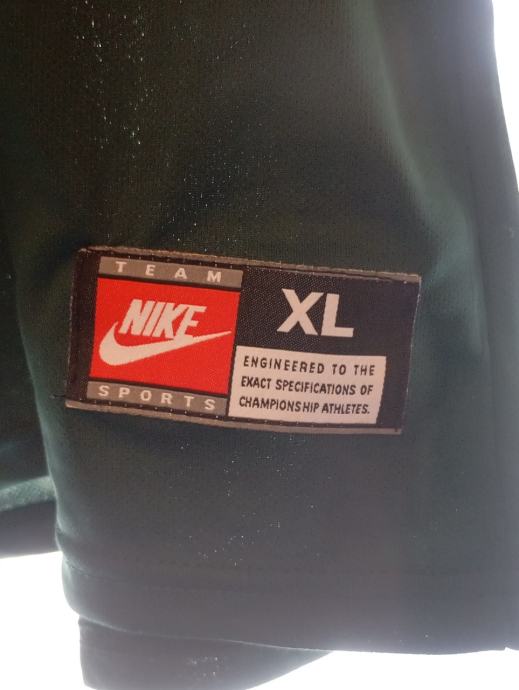 TEAM
NIKE
SPORTS
XL
ENGINEERED TO THE
EXACT SPECIFICATIONS OF
CHAMPIONSHIP ATHLETES.